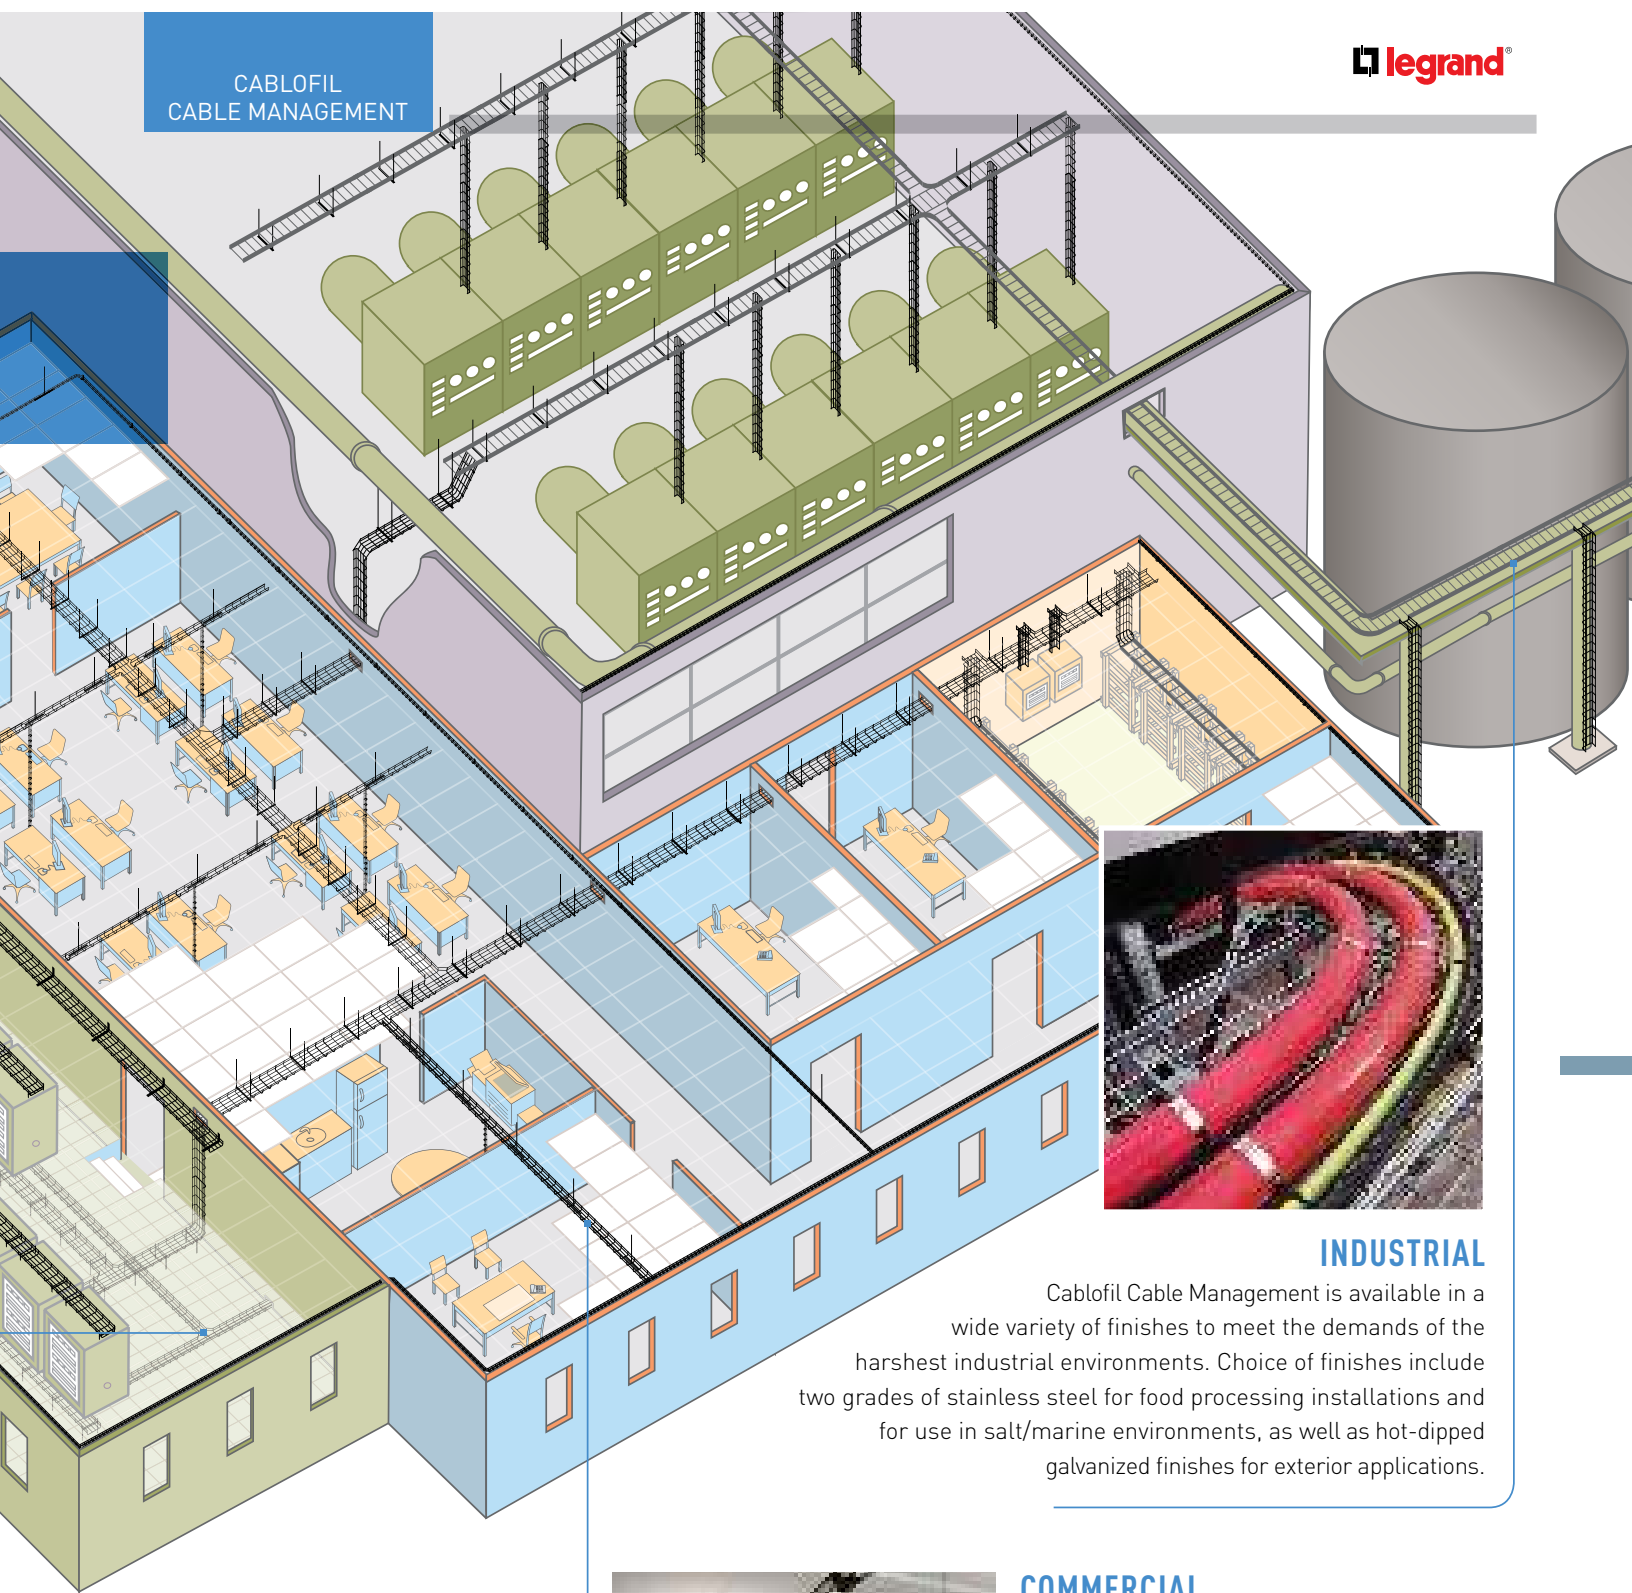 CABLOFIL
CABLE MANAGEMENT
legrand®
INDUSTRIAL
Cablofil Cable Management is available in a
wide variety of finishes to meet the demands of the
harshest industrial environments. Choice of finishes include
two grades of stainless steel for food processing installations and
for use in salt/marine environments, as well as hot-dipped
galvanized finishes for exterior applications.
COMMERCIAL